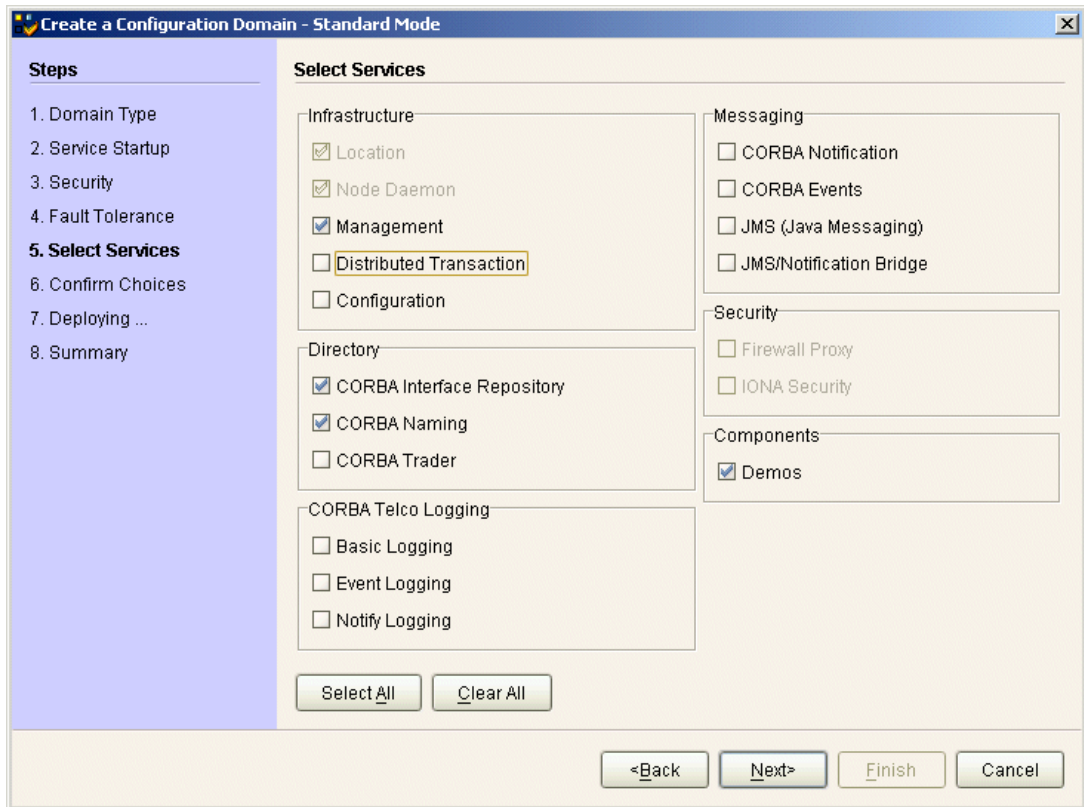 Create a Configuration Domain - Standard Mode
Steps
1. Domain Type
2. Service Startup
3. Security
4. Fault Tolerance
5. Select Services
6. Confirm Choices
7. Deploying ...
8. Summary
Select Services
Infrastructure
Location
Node Daemon
Management
Distributed Transaction
Configuration
Directory
CORBA Interface Repository
CORBA Naming
CORBA Trader
CORBA Telco Logging
Basic Logging
Event Logging
Notify Logging
Messaging
CORBA Notification
CORBA Events
JMS (Java Messaging)
JMS/Notification Bridge
Security
Firewall Proxy
IONA Security
Components
Demos
Select All
Clear All
<Back
Next>
Finish
Cancel